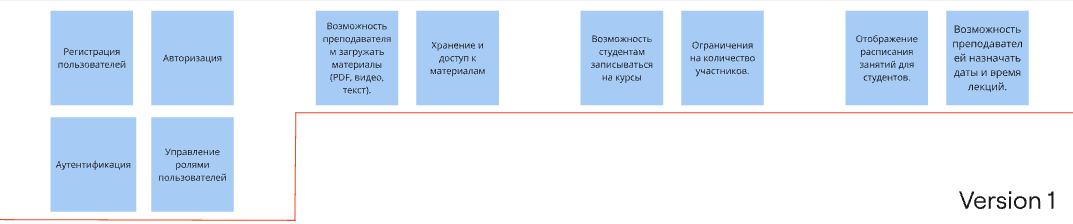 Регистрация
пользователей
Авторизация
Возможность
преподавателя
м загружать
материалы
(PDF, видео,
текст).
Хранение и
доступ к
материалам
Возможность
студентам
записываться
на курсы
Ограничения
на количество
участников.
Отображение
расписания
занятий для
студентов.
Возможность
преподавател
ей назначать
даты и время
лекций.
Аутентификация
Управление
ролями
пользователей
Version 1